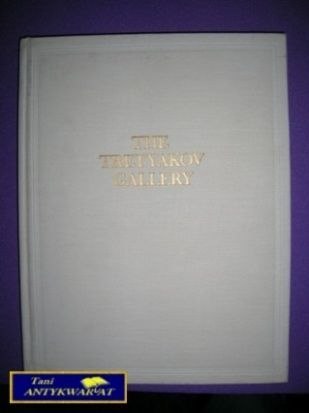 THE
TRETYAKOV
GALLERY
Tani
ANTYKWARIAT